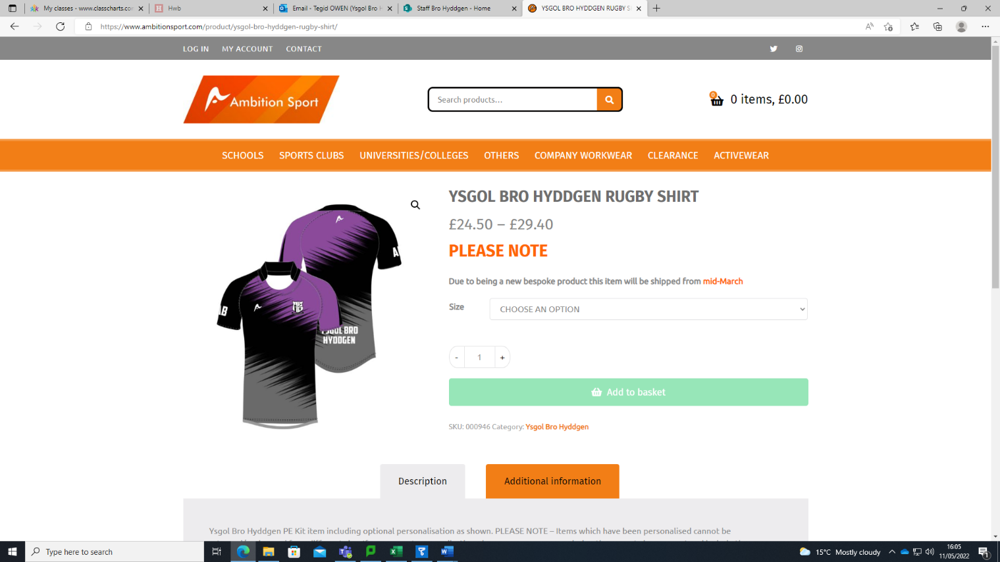 My classes - www.classcharts.com
Hwb
Email - Tegid OWEN (Ysgol Bro H
Staff Bro Hyddgen - Home
YSGOL BRO HYDDGEN RUGBY S
https://www.ambitionsport.com/product/ysgol-bro-hyddgen-rugby-shirt/
LOG IN MY ACCOUNT CONTACT
Ambition Sport
Search products...
0
0 items, £0.00
SCHOOLS SPORTS CLUBS UNIVERSITIES/COLLEGES OTHERS COMPANY WORKWEAR CLEARANCE ACTIVEWEAR
YSGOL BRO HYDDGEN RUGBY SHIRT
£24.50 – £29.40
PLEASE NOTE
Due to being a new bespoke product this item will be shipped from mid-March
Size
CHOOSE AN OPTION
AB
YSGOL BRO
HYDDGEN
- 1 +
Add to basket
SKU: 000946 Category: Ysgol Bro Hyddgen
Description
Additional information
Ysgol Bro Hyddgen PE Kit item including optional personalisation as shown. PLEASE NOTE – Items which have been personalised cannot be
Type here to search
15°C Mostly cloudy
16:05
11/05/2022
1